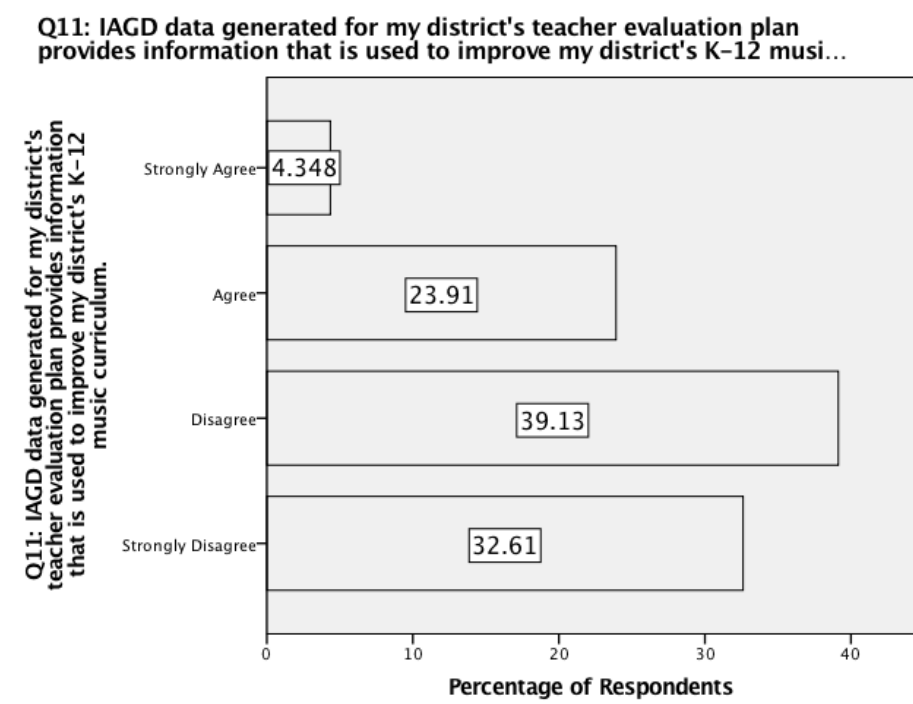 Q11: IAGD data generated for my district's teacher evaluation plan
provides information that is used to improve my district's K-12 musi...
Q11: IAGD data generated for my district's
teacher evaluation plan provides information
that is used to improve my district's K-12
music curriculum.
Strongly Agree
4.348
Agree
23.91
Disagree
39.13
Strongly Disagree
32.61
0 10 20 30 40
Percentage of Respondents